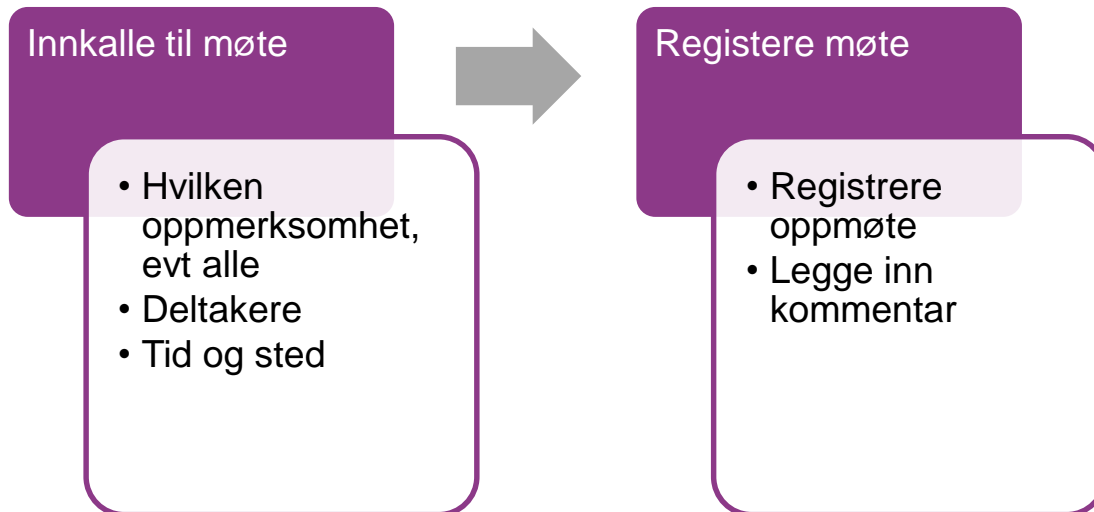 Innkalle til møte
• Hvilken
oppmerksomhet,
evt alle
• Deltakere
• Tid og sted
Registere møte
• Registrere
oppmøte
• Legge inn
kommentar